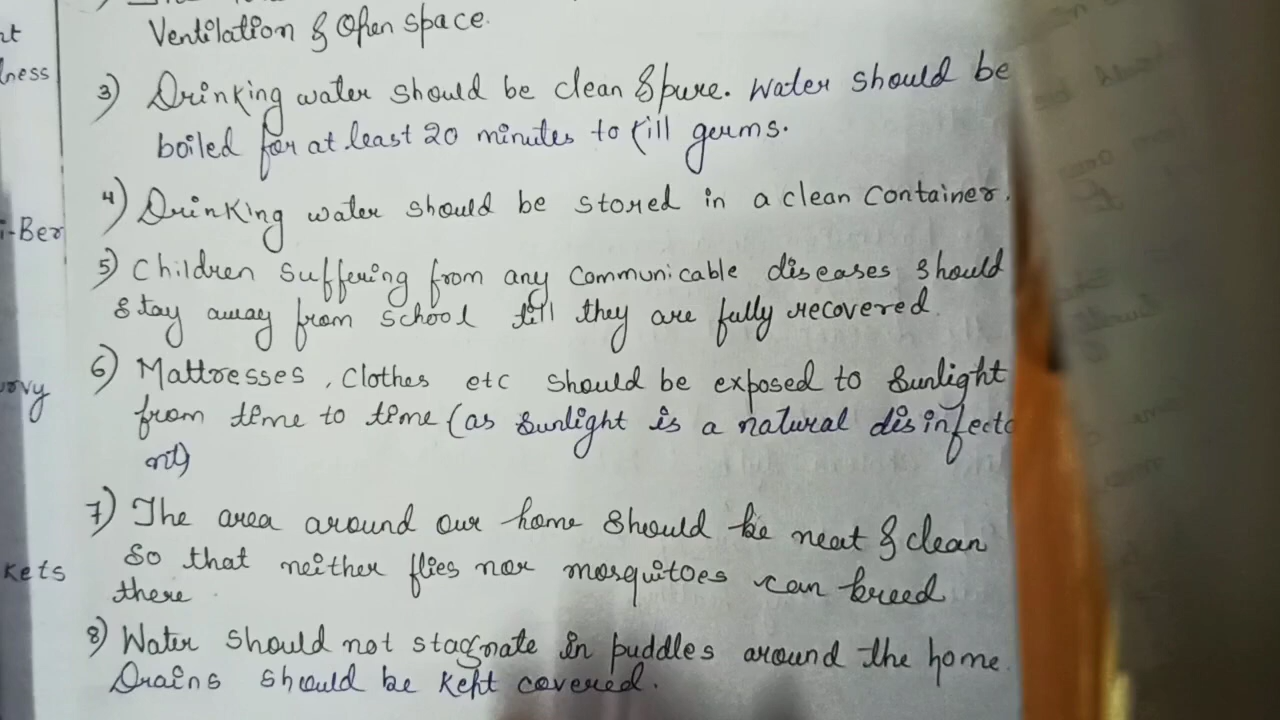 Ventilation & Open space.
3) Drinking water should be clean & pure. Water should be
boiled for at least 20 minutes to kill germs.
4) Drinking water should be stored in a clean container.
5) Children suffering from any communicable diseases should
stay away from school till they are fully recovered.
6) Mattresses, clothes etc should be exposed to sunlight
from time to time (as sunlight is a natural disinfecta
nt)
7) The area around our home should be neat & clean
so that neither flies nor mosquitoes can breed
there.
8) Water should not stagnate in puddles around the home.
Drains should be kept covered.
nt
lness
i-Ber
urvy
kets